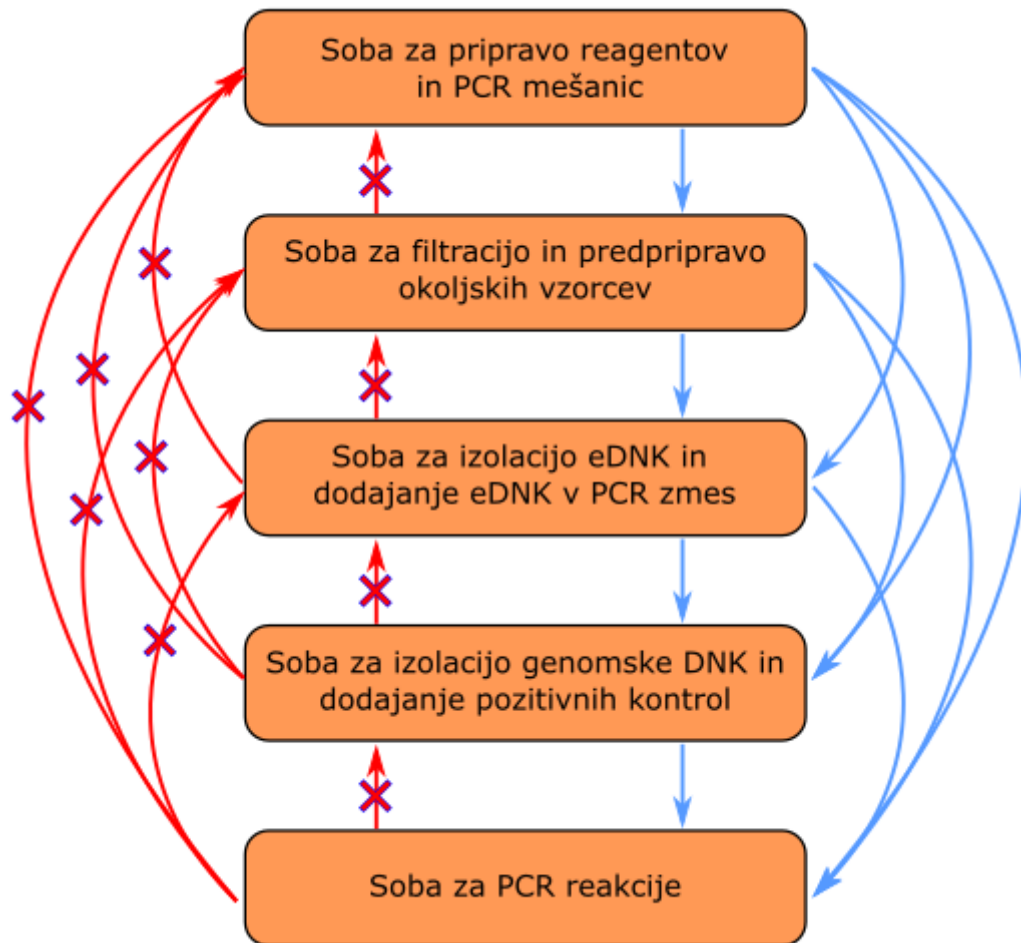 Soba za pripravo reagentov
in PCR mešanic
Soba za filtracijo in predpripravo
okoljskih vzorcev
Soba za izolacijo eDNK in
dodajanje eDNK v PCR zmes
Soba za izolacijo genomske DNK in
dodajanje pozitivnih kontrol
Soba za PCR reakcije